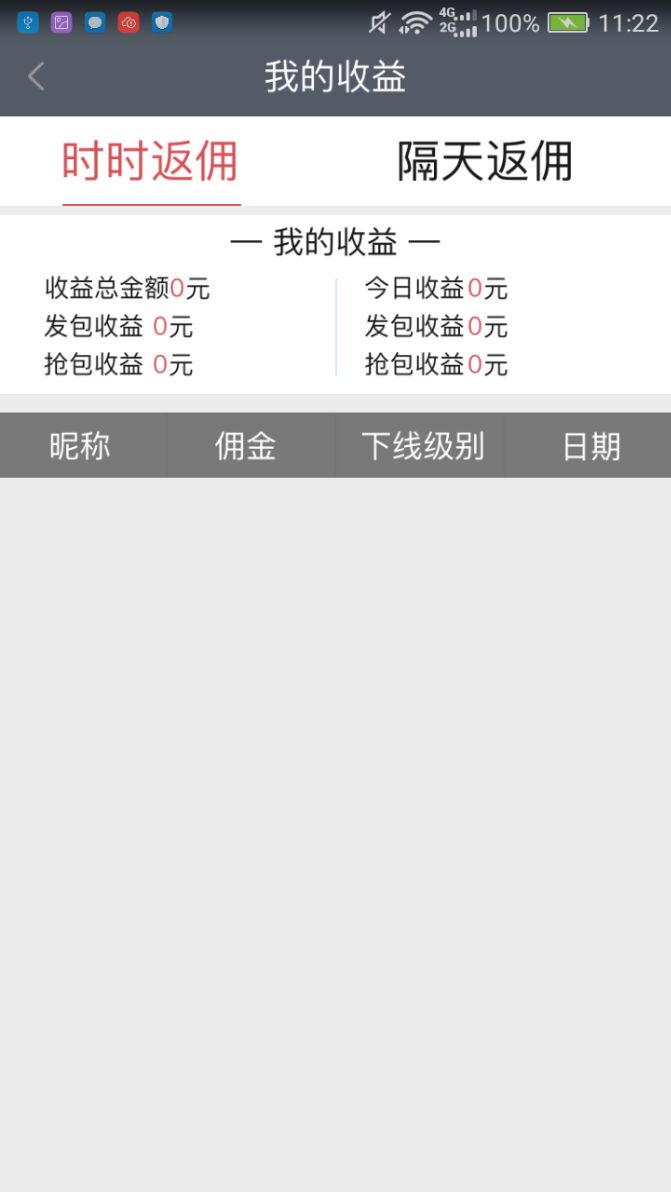 4G 2G 100% 11:22
我的收益
时时返佣 隔天返佣
— 我的收益 —
收益总金额0元 今日收益0元
发包收益 0元 发包收益0元
抢包收益 0元 抢包收益0元
昵称 佣金 下线级别 日期